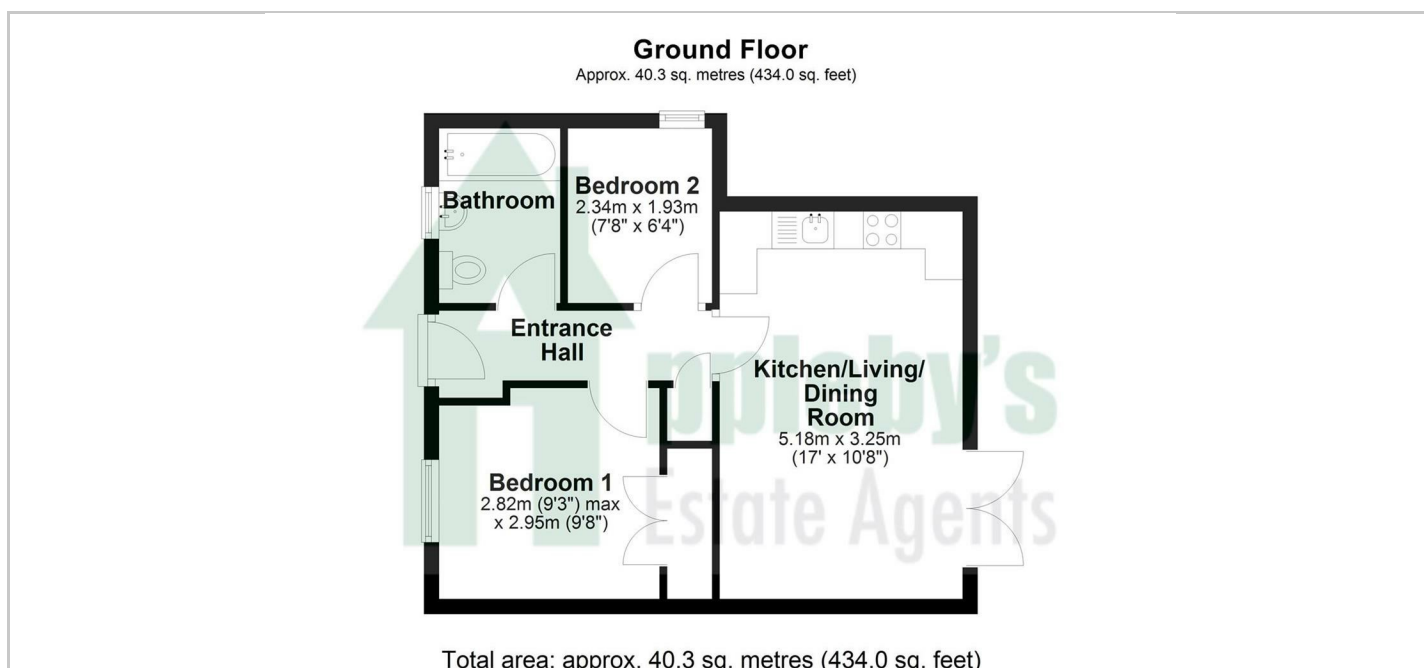 Ground Floor
Approx. 40.3 sq. metres (434.0 sq. feet)
Bathroom
Bedroom 2
2.34m x 1.93m
(7'8" x 6'4")
Entrance
Hall
Kitchen/Living/
Dining
Room
5.18m x 3.25m
(17' x 10'8")
Bedroom 1
2.82m (9'3") max
x 2.95m (9'8")
Appleby's
Estate Agents
Total area: approx. 40.3 sq. metres (434.0 sq. feet)